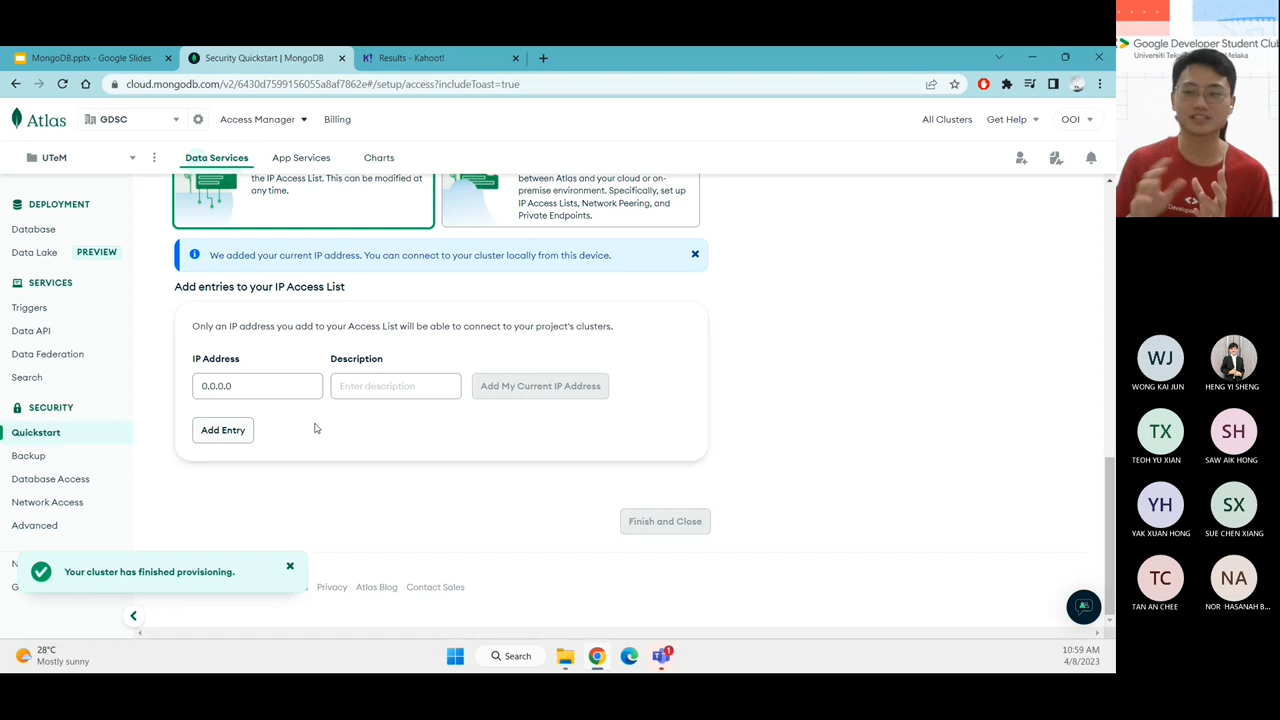 MongoDB.pptx - Google Slides
Security Quickstart | MongoDB
Results - Kahoot!
cloud.mongodb.com/v2/6430d7599156055a8af7862e#/setup/access?includeToast=true
Google Developer Student Clu
Universiti Tek
Melaka
Developer
Atlas
GDSC
Access Manager
Billing
All Clusters
Get Help
OOI
UTeM
Data Services
App Services
Charts
DEPLOYMENT
Database
Data Lake
PREVIEW
SERVICES
Triggers
Data API
Data Federation
Search
SECURITY
Quickstart
Backup
Database Access
Network Access
Advanced
the IP Access List. This can be modified at
any time.
between Atlas and your cloud or on-
premise environment. Specifically, set up
IP Access Lists, Network Peering, and
Private Endpoints.
We added your current IP address. You can connect to your cluster locally from this device.
Add entries to your IP Access List
Only an IP address you add to your Access List will be able to connect to your project's clusters.
IP Address
Description
0.0.0.0
Enter description
Add My Current IP Address
Add Entry
Finish and Close
Your cluster has finished provisioning.
Privacy
Atlas Blog
Contact Sales
WJ
WONG KAI JUN
HENG YI SHENG
TX
TEOH YU XIAN
SH
SAW AIK HONG
YH
YAK XUAN HONG
SX
SUE CHEN XIANG
TC
TAN AN CHEE
NA
NOR HASANAH B...
28°C
Mostly sunny
Search
1
10:59 AM
4/8/2023